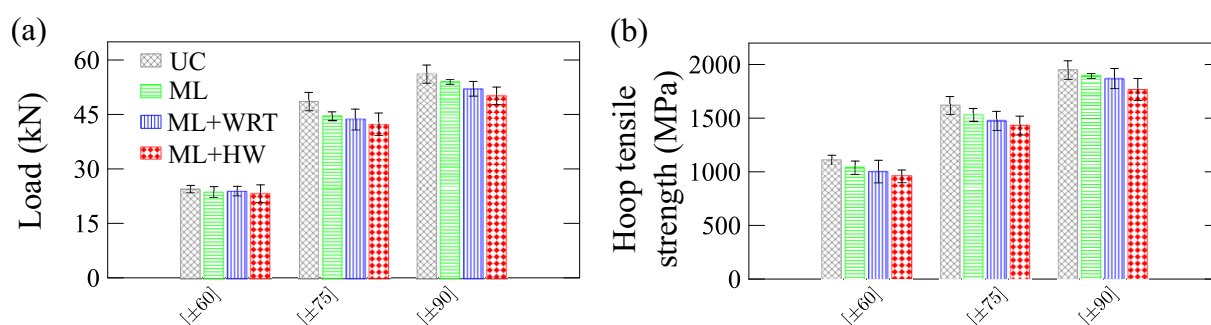 (a)
Load (kN)
60
45
30
15
0
UC
ML
ML+WRT
ML+HW
[±60]
[±75]
[±90]
(b)
Hoop tensile
strength (MPa)
2000
1500
1000
500
0
[±60]
[±75]
[±90]